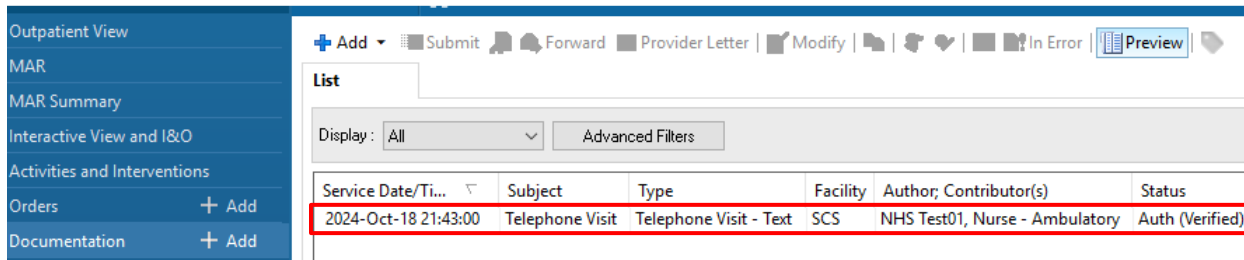 Outpatient View
MAR
MAR Summary
Interactive View and I&O
Activities and Interventions
Orders + Add
Documentation + Add
Add Submit Forward Provider Letter | Modify | | | In Error | Preview |
List
Display : All Advanced Filters
Service Date/Ti... Subject Type Facility Author; Contributor(s) Status
2024-Oct-18 21:43:00 Telephone Visit Telephone Visit - Text SCS NHS Test01, Nurse - Ambulatory Auth (Verified)